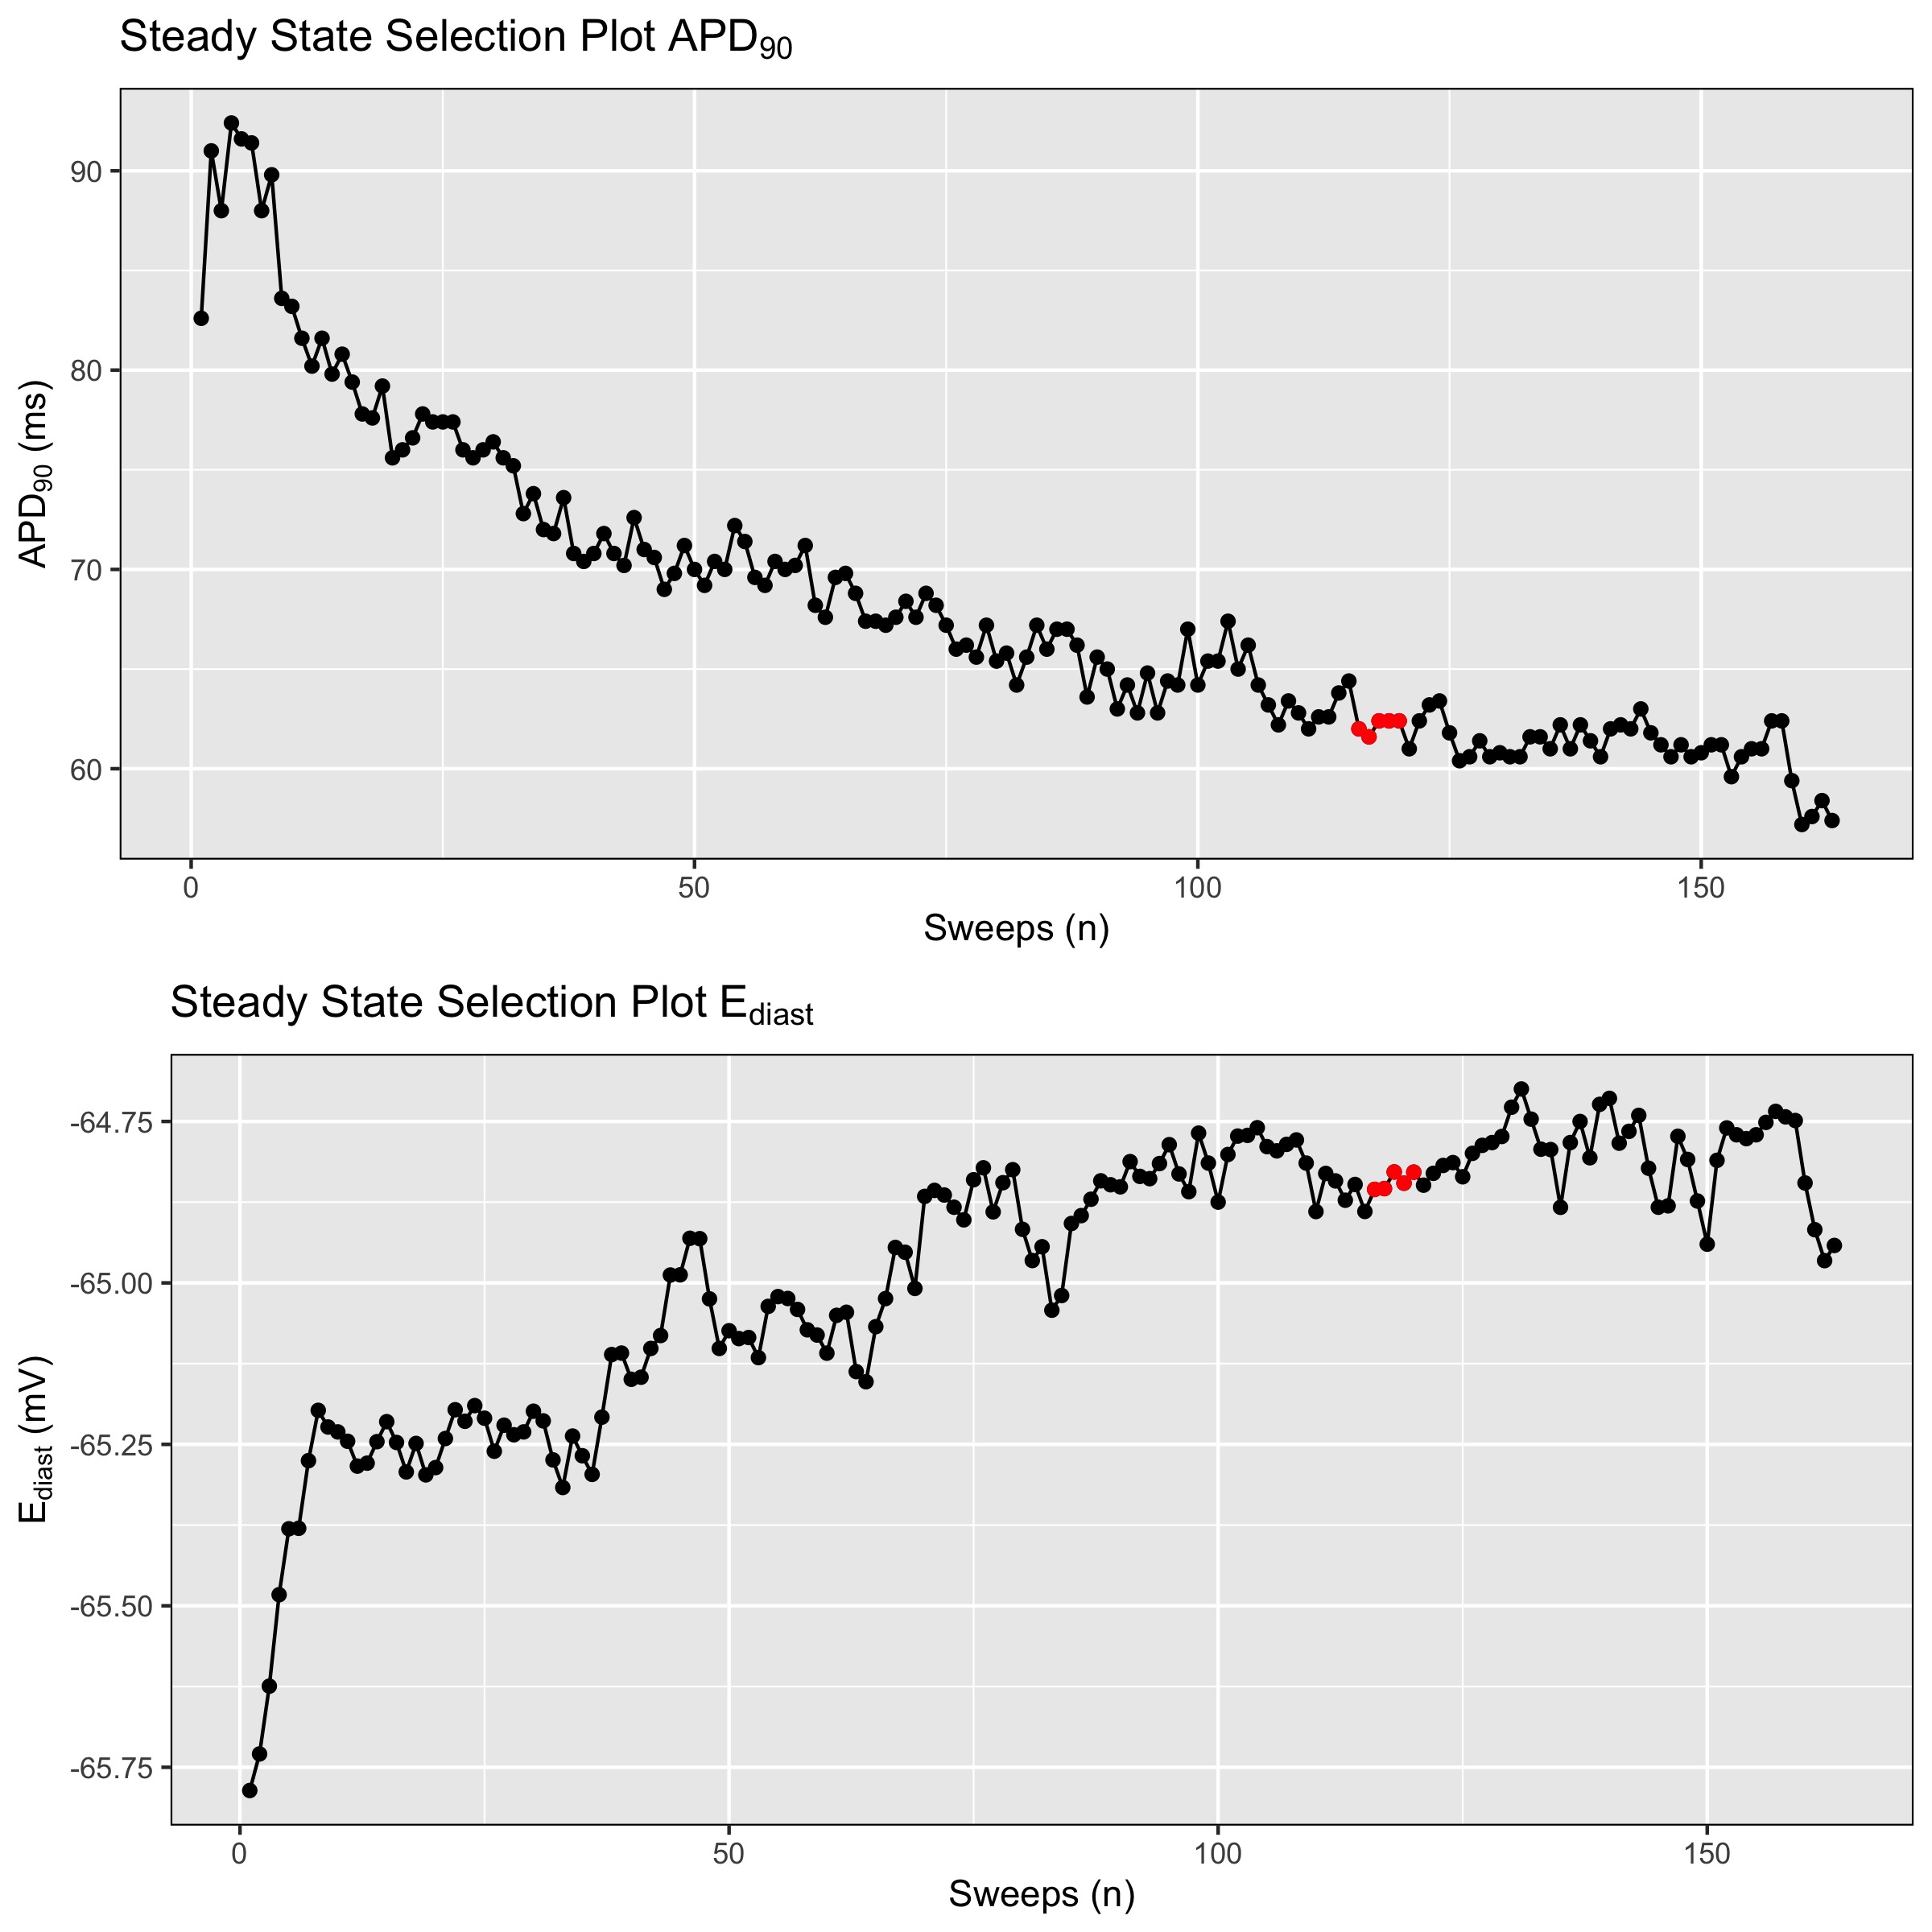 Steady State Selection Plot APD90
90
80
70
60
APD90 (ms)
0 50 100 150
Sweeps (n)
Steady State Selection Plot Ediast
-64.75
-65.00
-65.25
-65.50
-65.75
Ediast (mV)
0 50 100 150
Sweeps (n)